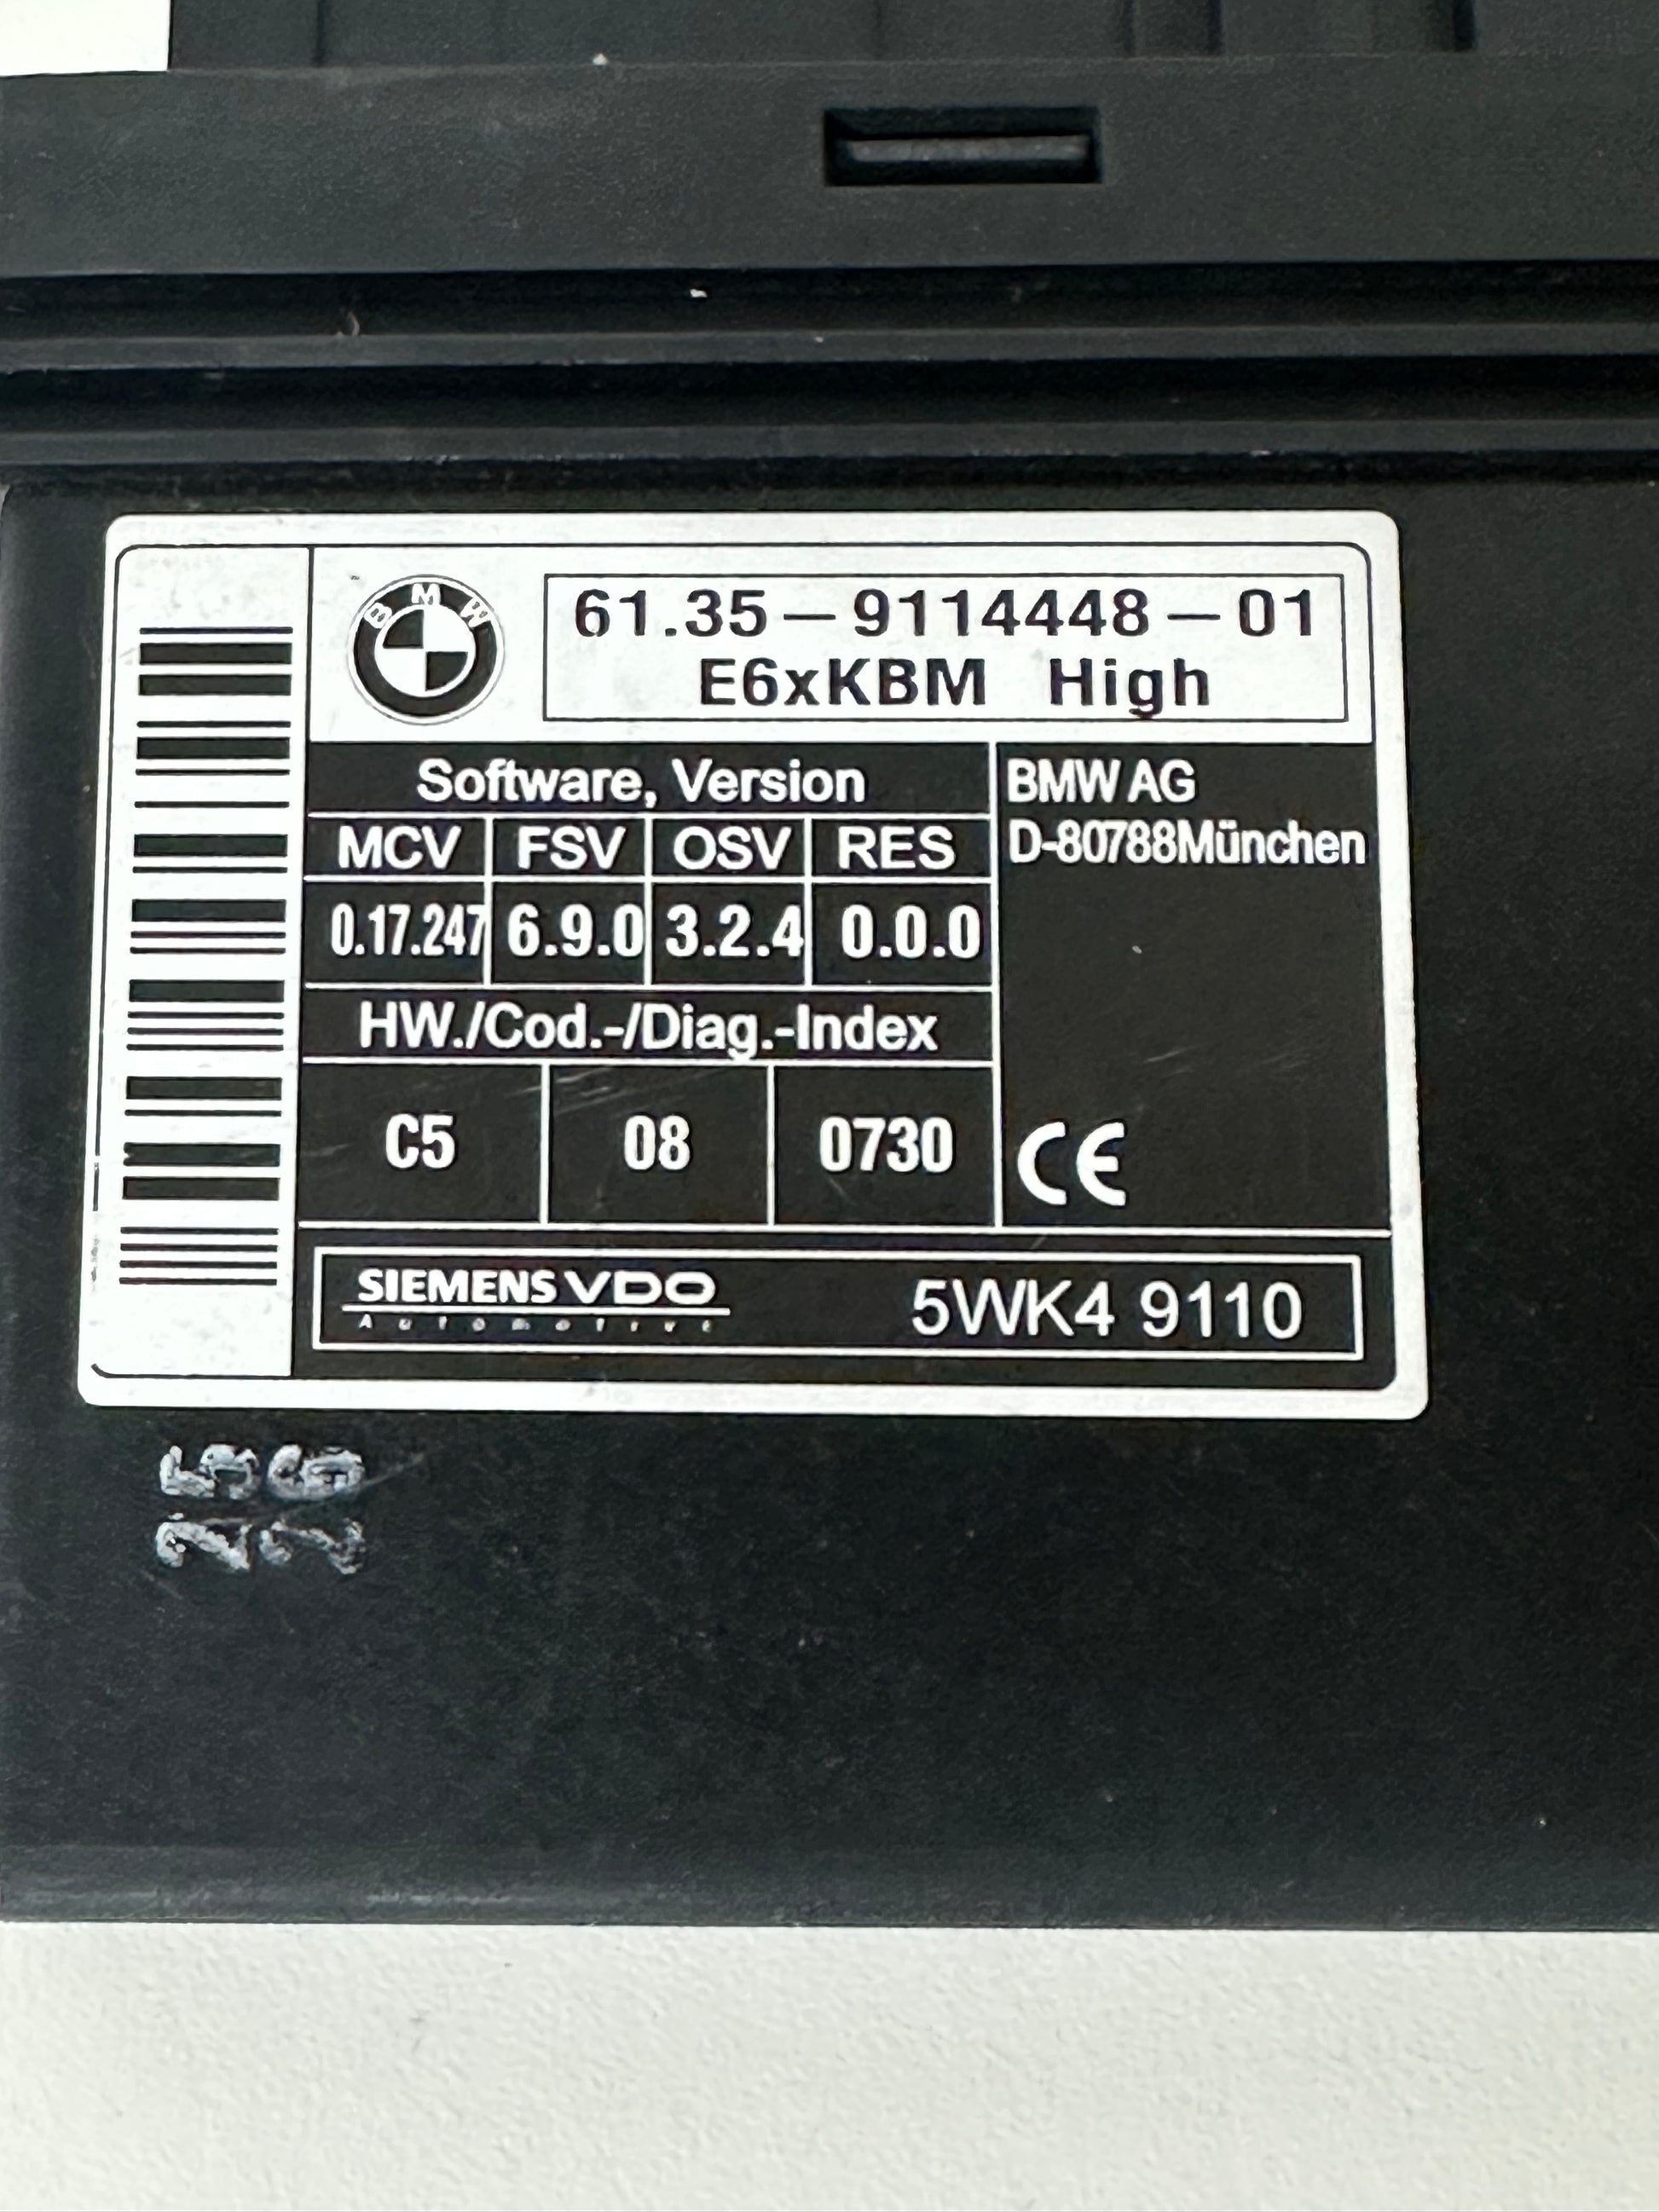 BMW
61.35-9114448-01
E6xKBM High
Software, Version
MCV FSV OSV RES
0.17.247 6.9.0 3.2.4 0.0.0
HW./Cod.-/Diag.-Index
C5 08 0730
BMW AG
D-80788München
CE
SIEMENS VDO
Automotive
5WK4 9110
25
26